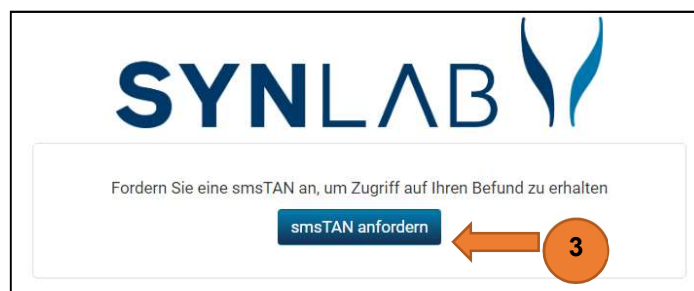 SYNLAB
Fordern Sie eine smsTAN an, um Zugriff auf Ihren Befund zu erhalten
smsTAN anfordern
3